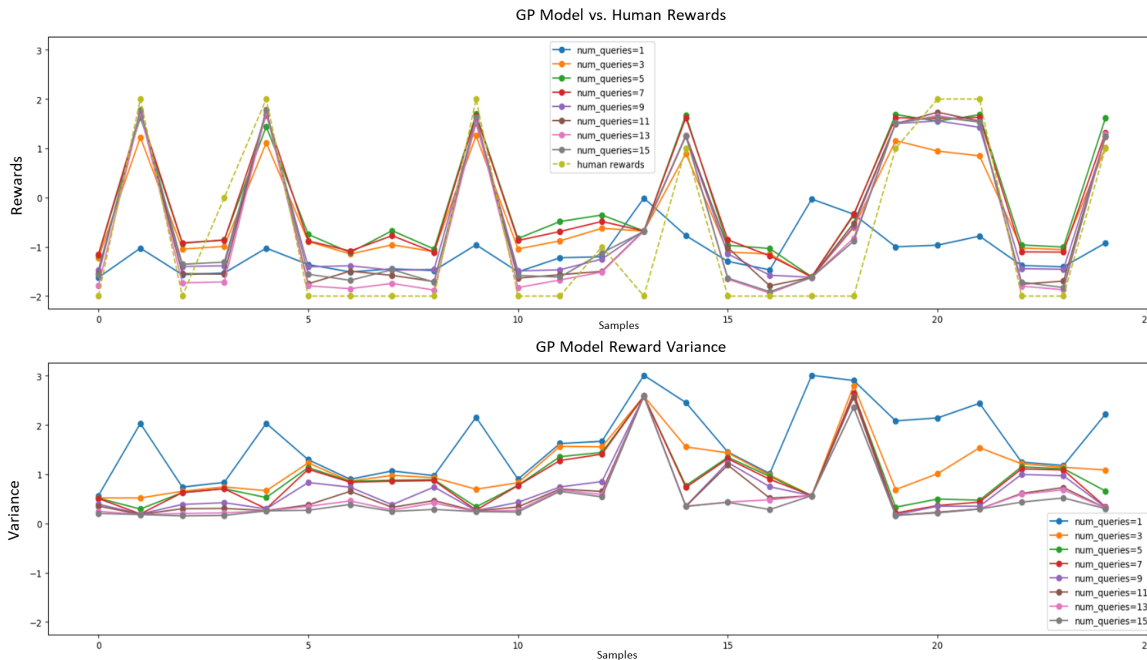 GP Model vs. Human Rewards
3
2
1
0
−1
−2
Rewards
num_queries=1
num_queries=3
num_queries=5
num_queries=7
num_queries=9
num_queries=11
num_queries=13
num_queries=15
human rewards
0 5 10 15 20 2
Samples
GP Model Reward Variance
3
2
1
0
−1
−2
Variance
num_queries=1
num_queries=3
num_queries=5
num_queries=7
num_queries=9
num_queries=11
num_queries=13
num_queries=15
0 5 10 15 20 2
Samples